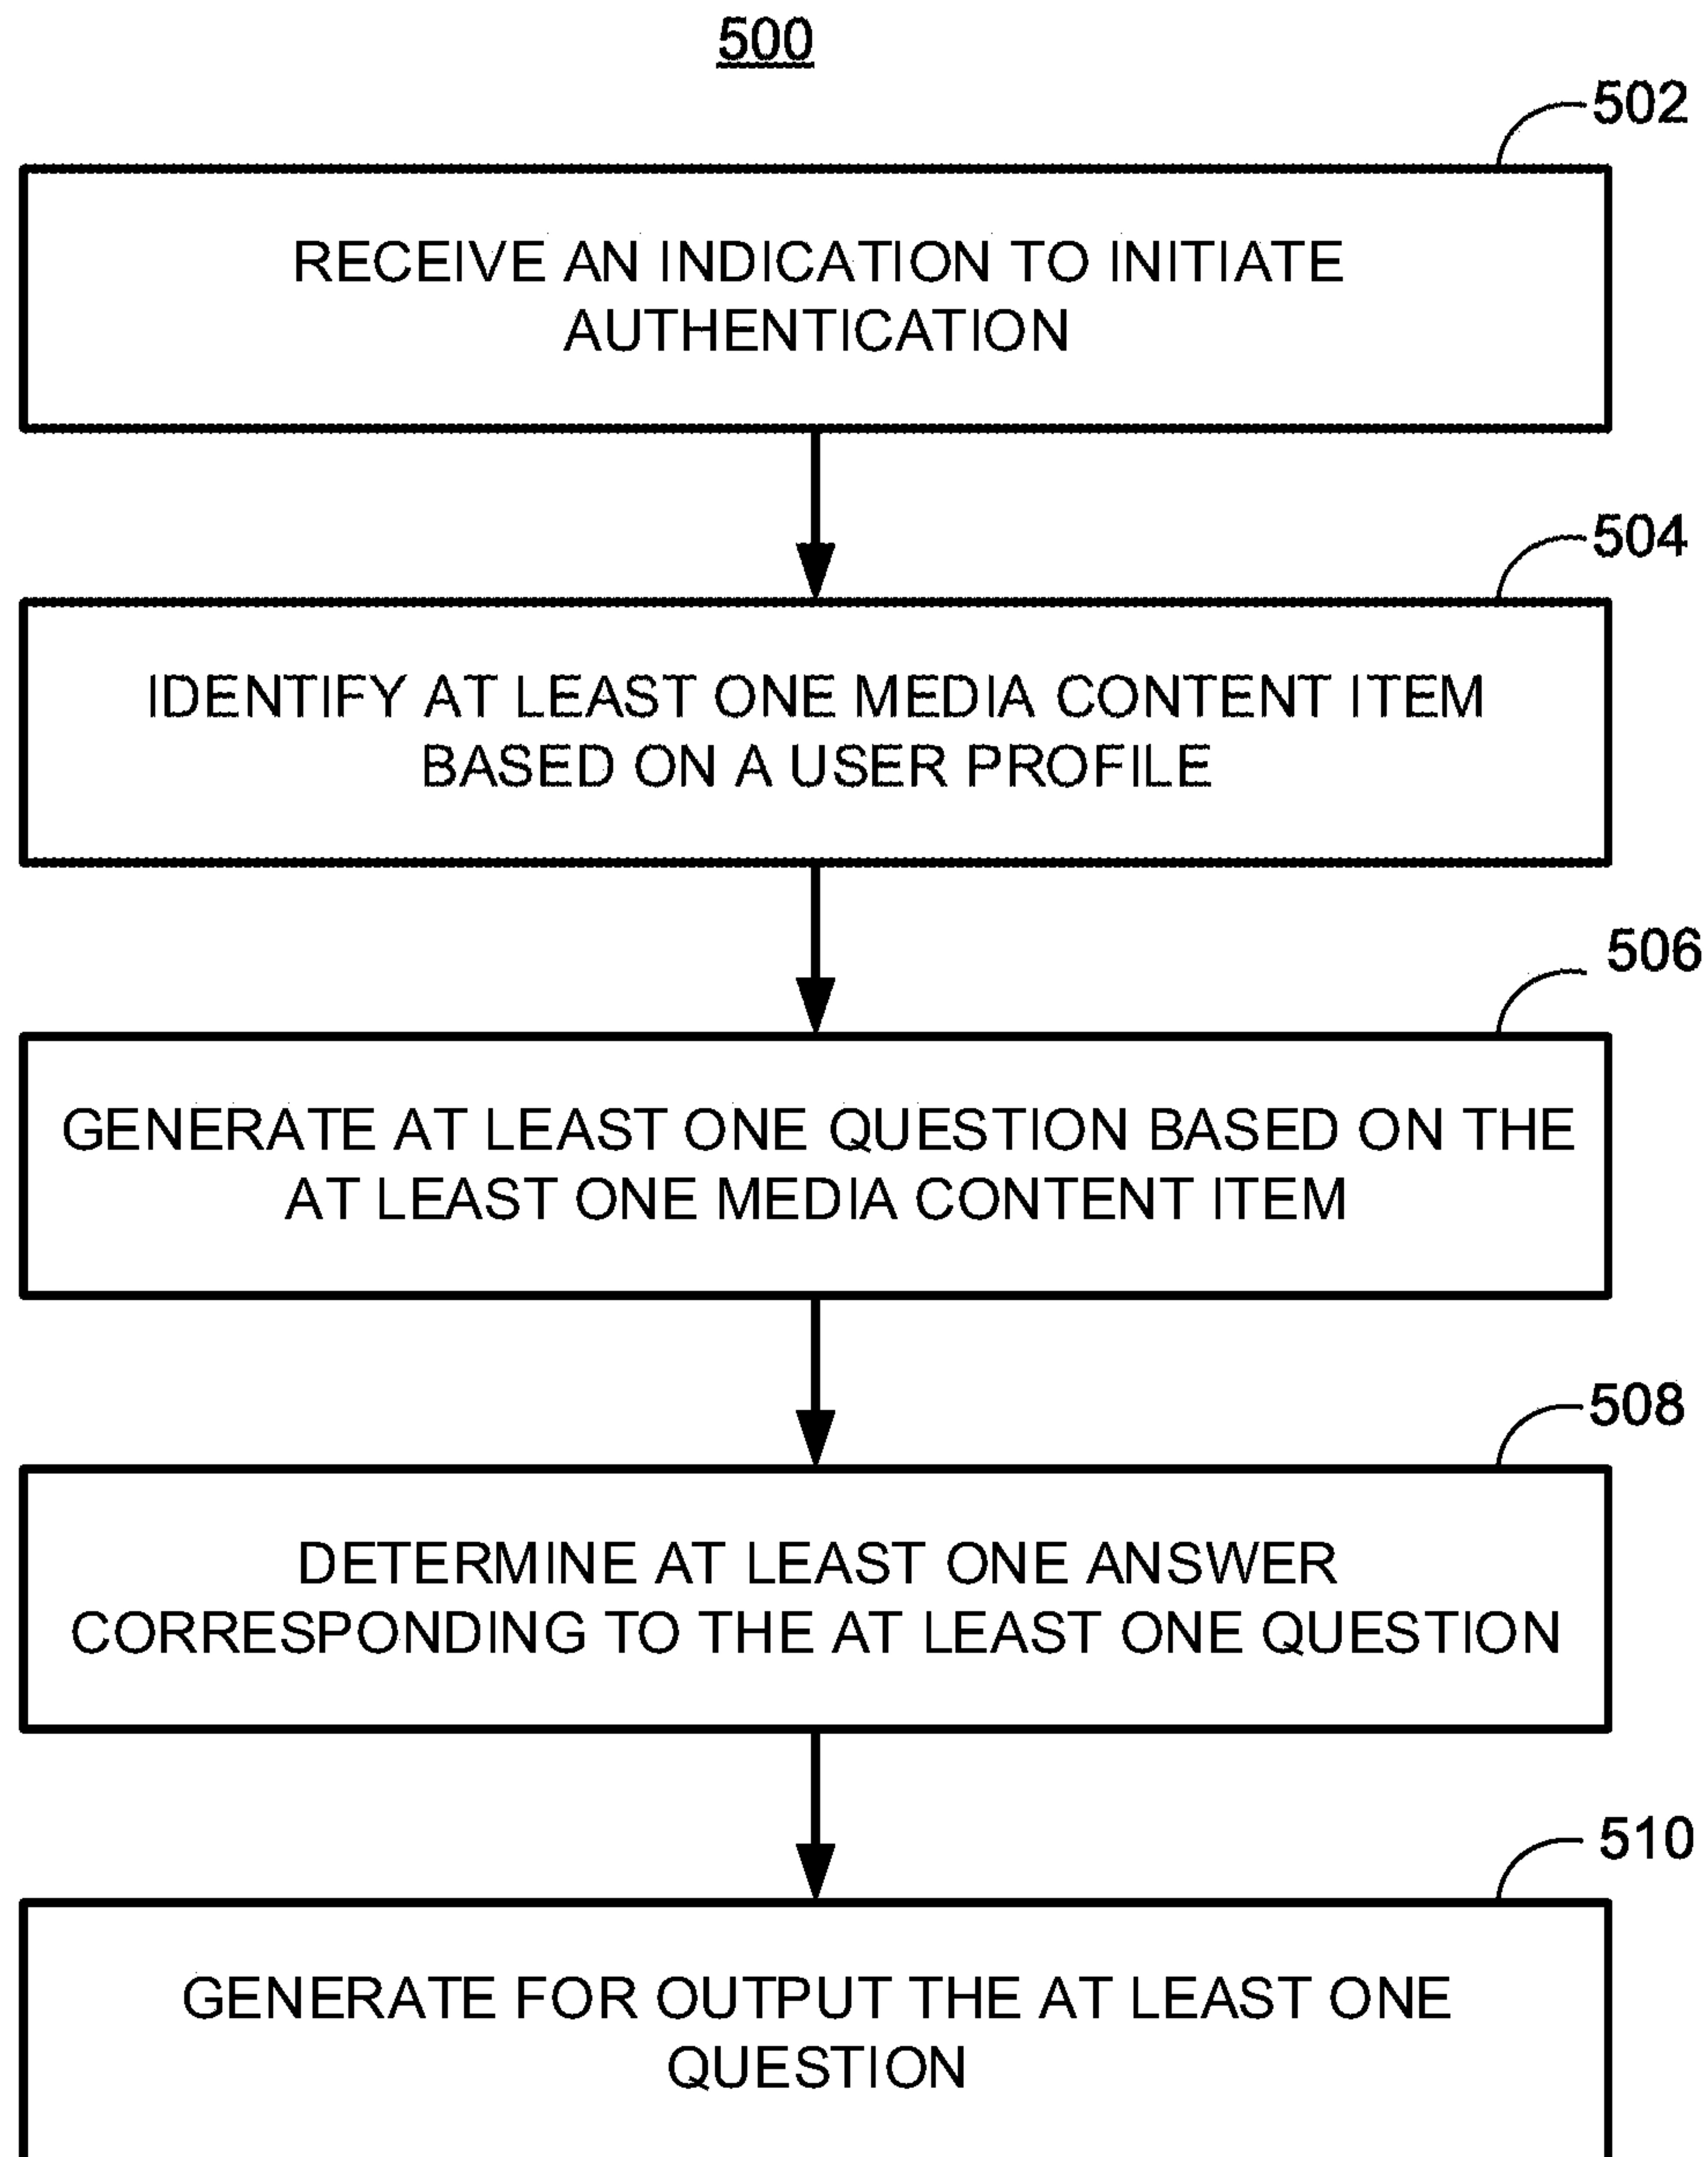 500
502
RECEIVE AN INDICATION TO INITIATE
AUTHENTICATION
504
IDENTIFY AT LEAST ONE MEDIA CONTENT ITEM
BASED ON A USER PROFILE
506
GENERATE AT LEAST ONE QUESTION BASED ON THE
AT LEAST ONE MEDIA CONTENT ITEM
508
DETERMINE AT LEAST ONE ANSWER
CORRESPONDING TO THE AT LEAST ONE QUESTION
510
GENERATE FOR OUTPUT THE AT LEAST ONE
QUESTION